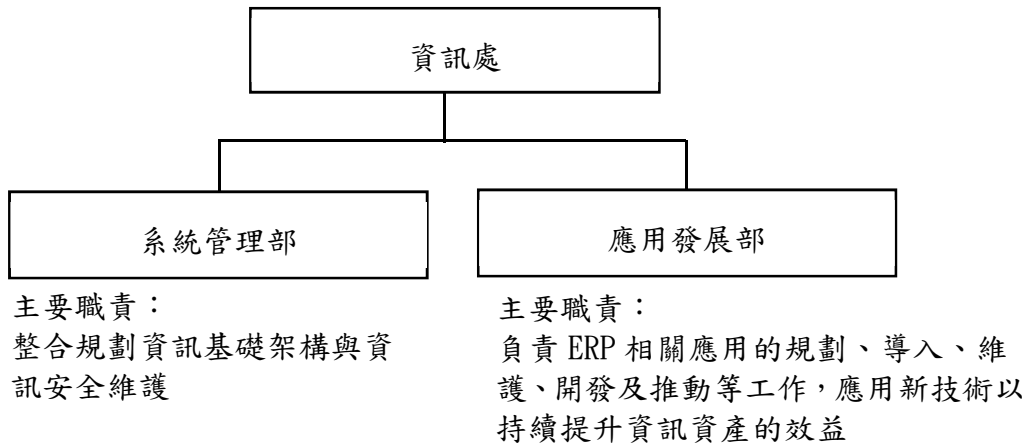 資訊處
系統管理部
主要職責：
整合規劃資訊基礎架構與資
訊安全維護
應用發展部
主要職責：
負責 ERP 相關應用的規劃、導入、維
護、開發及推動等工作，應用新技術以
持續提升資訊資產的效益